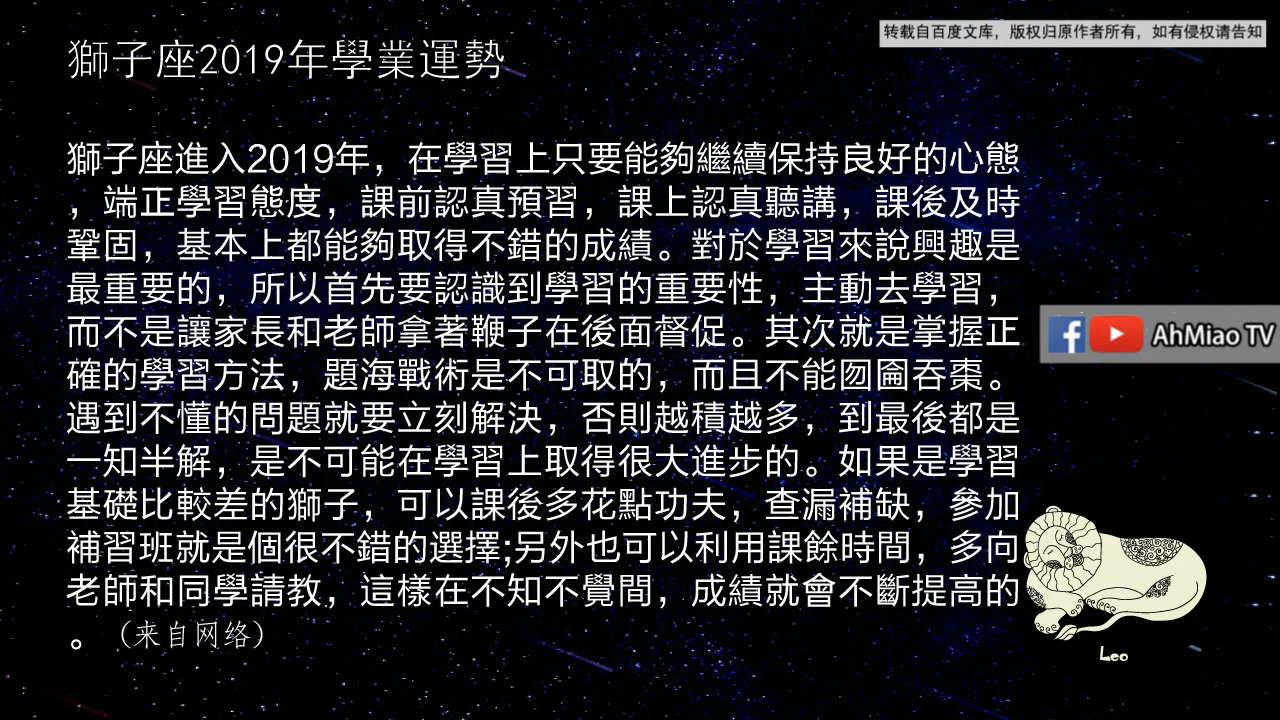 转载自百度文库，版权归原作者所有，如有侵权请告知
獅子座2019年學業運勢
獅子座進入2019年，在學習上只要能夠繼續保持良好的心態
，端正學習態度，課前認真預習，課上認真聽講，課後及時
鞏固，基本上都能夠取得不錯的成績。對於學習來說興趣是
最重要的，所以首先要認識到學習的重要性，主動去學習，
而不是讓家長和老師拿著鞭子在後面督促。其次就是掌握正
確的學習方法，題海戰術是不可取的，而且不能囫圇吞棗。
遇到不懂的問題就要立刻解決，否則越積越多，到最後都是
一知半解，是不可能在學習上取得很大進步的。如果是學習
基礎比較差的獅子，可以課後多花點功夫，查漏補缺，參加
補習班就是個很不錯的選擇;另外也可以利用課餘時間，多向
老師和同學請教，這樣在不知不覺間，成績就會不斷提高的
。（来自网络）
AhMiao TV
Leo